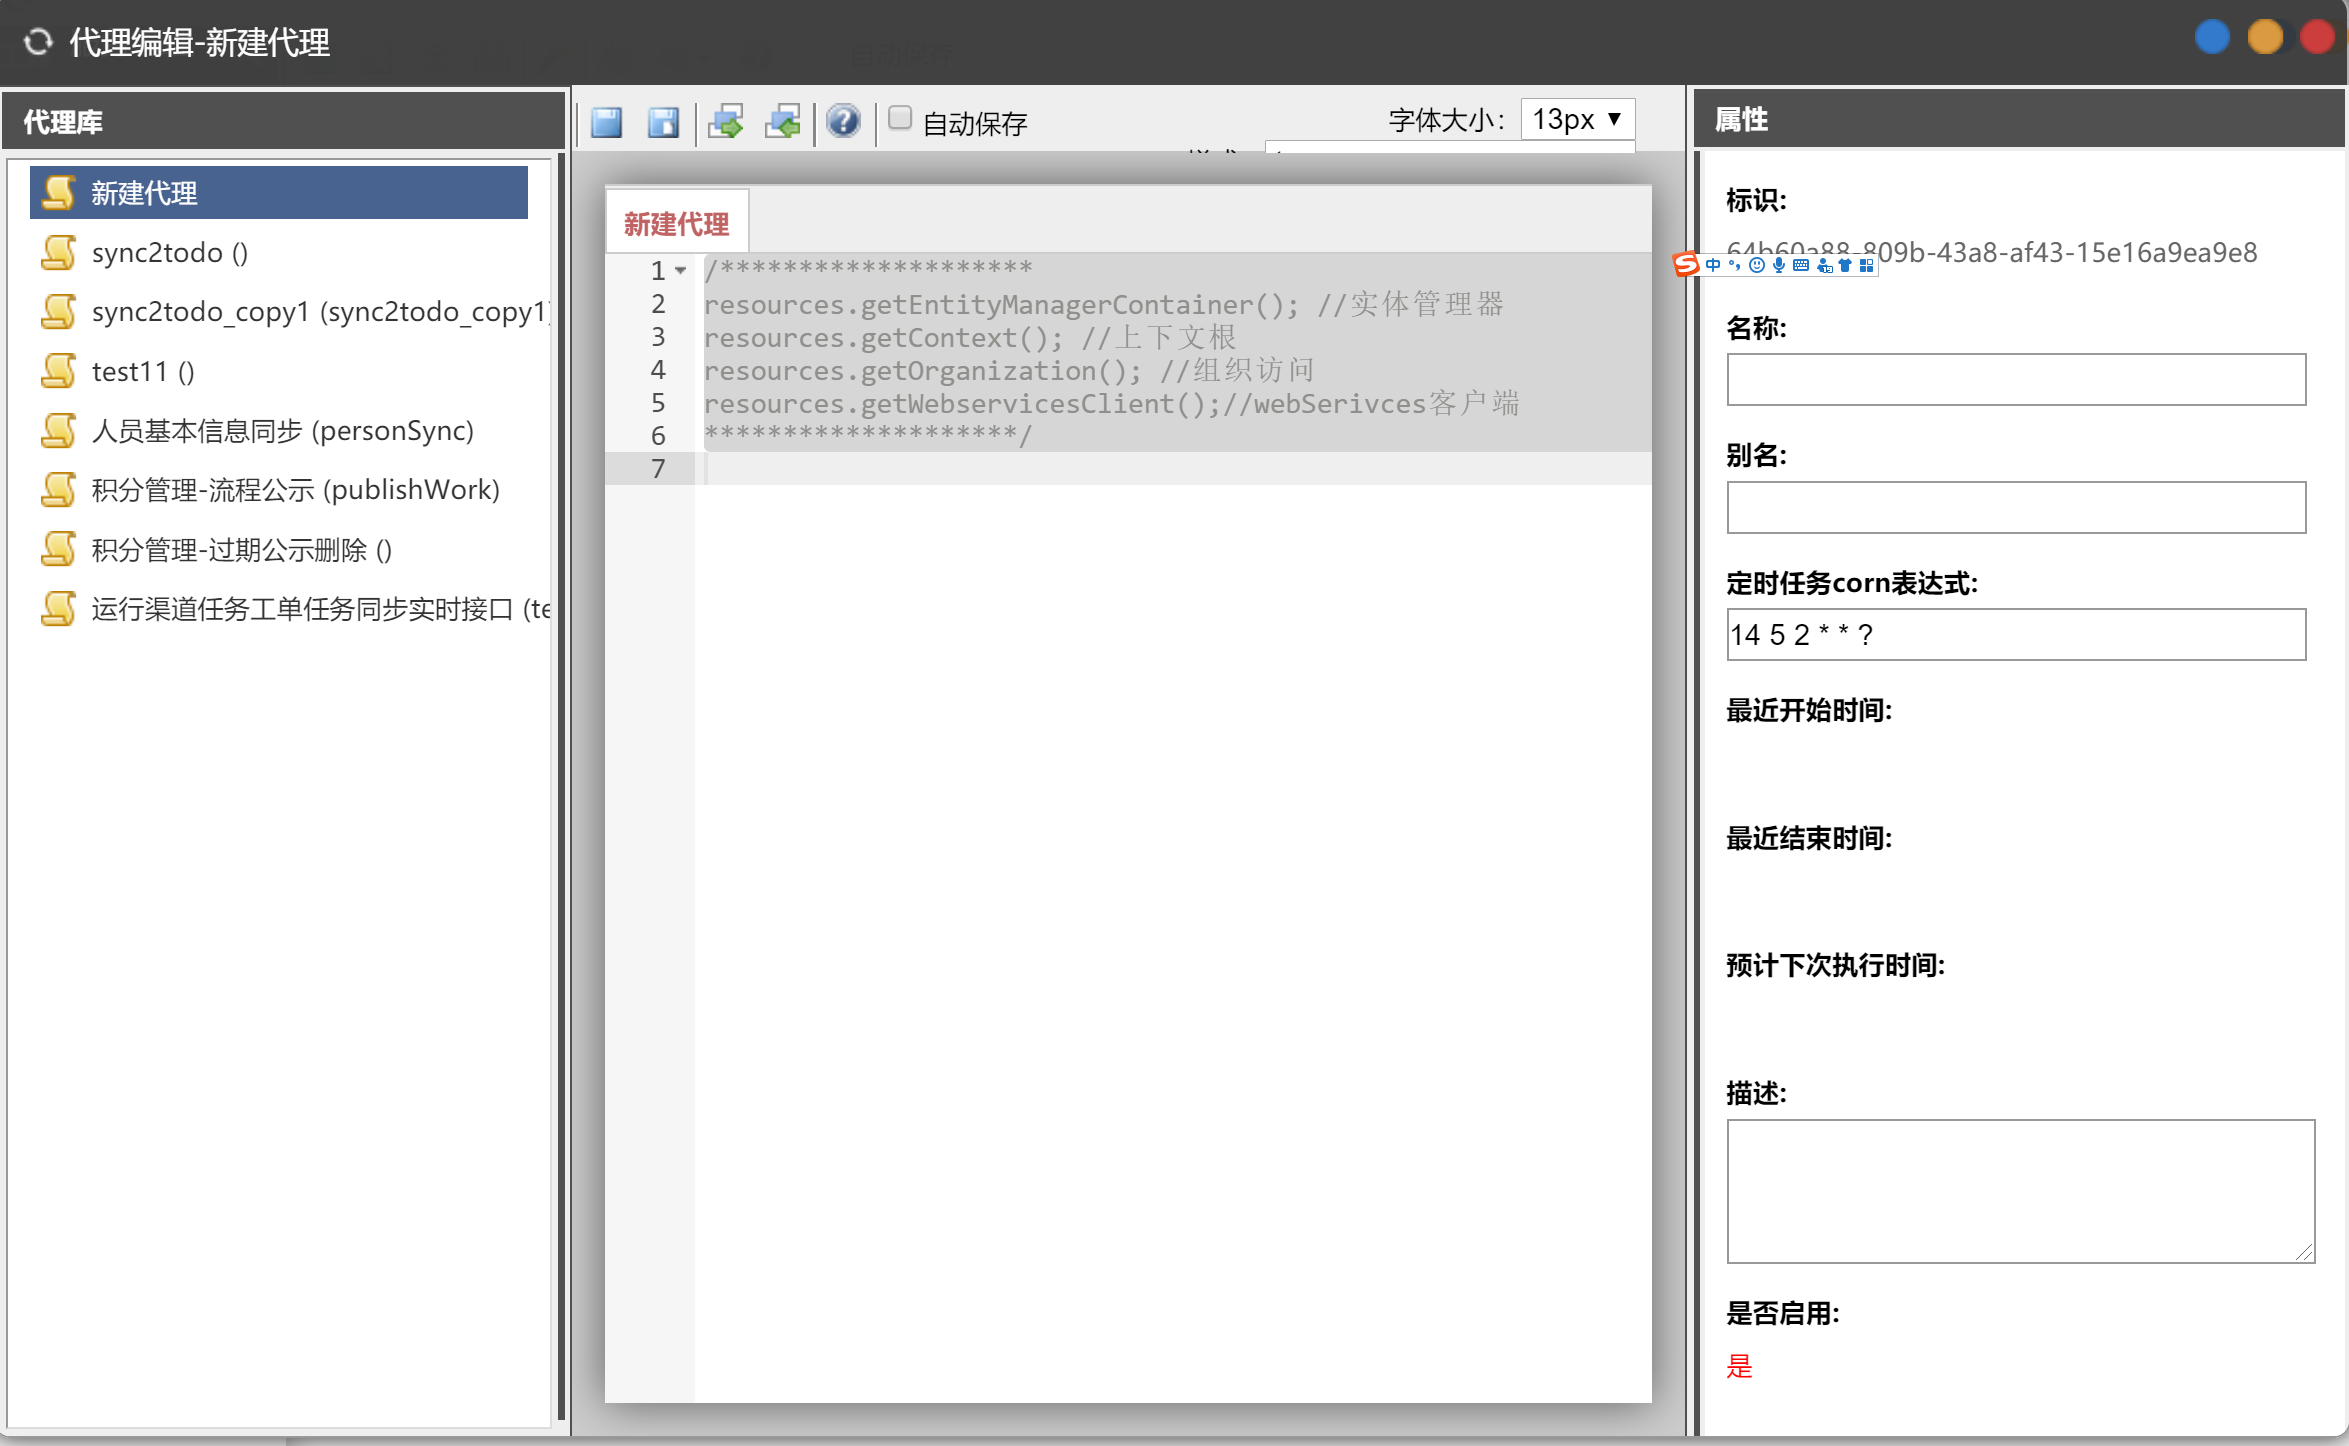 代理编辑-新建代理
代理库
新建代理
sync2todo ()
sync2todo_copy1 (sync2todo_copy1)
test11 ()
人员基本信息同步 (personSync)
积分管理-流程公示 (publishWork)
积分管理-过期公示删除 ()
运行渠道任务工单任务同步实时接口 (te
自动保存
字体大小：
13px ▼
新建代理
1 /********************
2 resources.getEntityManagerContainer(); //实体管理器
3 resources.getContext(); //上下文根
4 resources.getOrganization(); //组织访问
5 resources.getWebservicesClient();//webSerivces客户端
6 ********************/
7
属性
标识:
64b60a88-809b-43a8-af43-15e16a9ea9e8
中
名称:
别名:
定时任务corn表达式:
14 5 2 * * ?
最近开始时间:
最近结束时间:
预计下次执行时间:
描述:
是否启用:
是